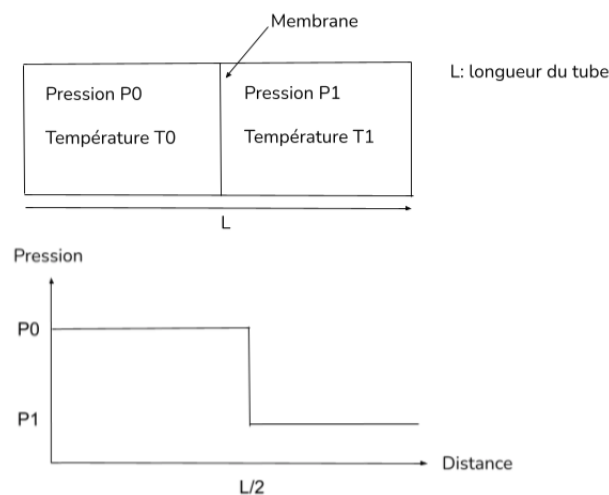 Membrane
Pression P0
Pression P1
L: longueur du tube
Température T0
Température T1
L
Pression
P0
P1
Distance
L/2